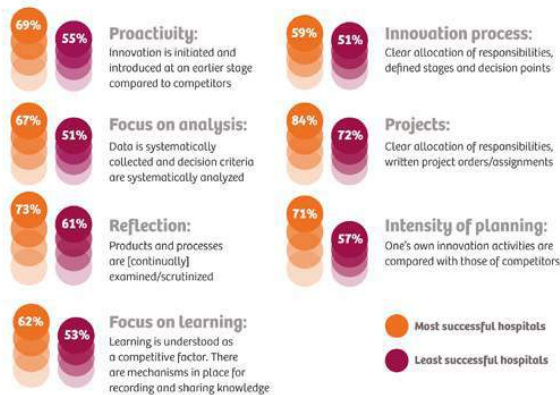 69%
55%
Proactivity:
Innovation is initiated and
introduced at an earlier stage
compared to competitors
67%
51%
Focus on analysis:
Data is systematically
collected and decision criteria
are systematically analyzed
73%
61%
Reflection:
Products and processes
are [continually]
examined/scrutinized
62%
53%
Focus on learning:
Learning is understood as
a competitive factor. There
are mechanisms in place for
recording and sharing knowledge
59%
51%
Innovation process:
Clear allocation of responsibilities,
defined stages and decision points
84%
72%
Projects:
Clear allocation of responsibilities,
written project orders/assignments
71%
57%
Intensity of planning:
One's own innovation activities are
compared with those of competitors
Most successful hospitals
Least successful hospitals